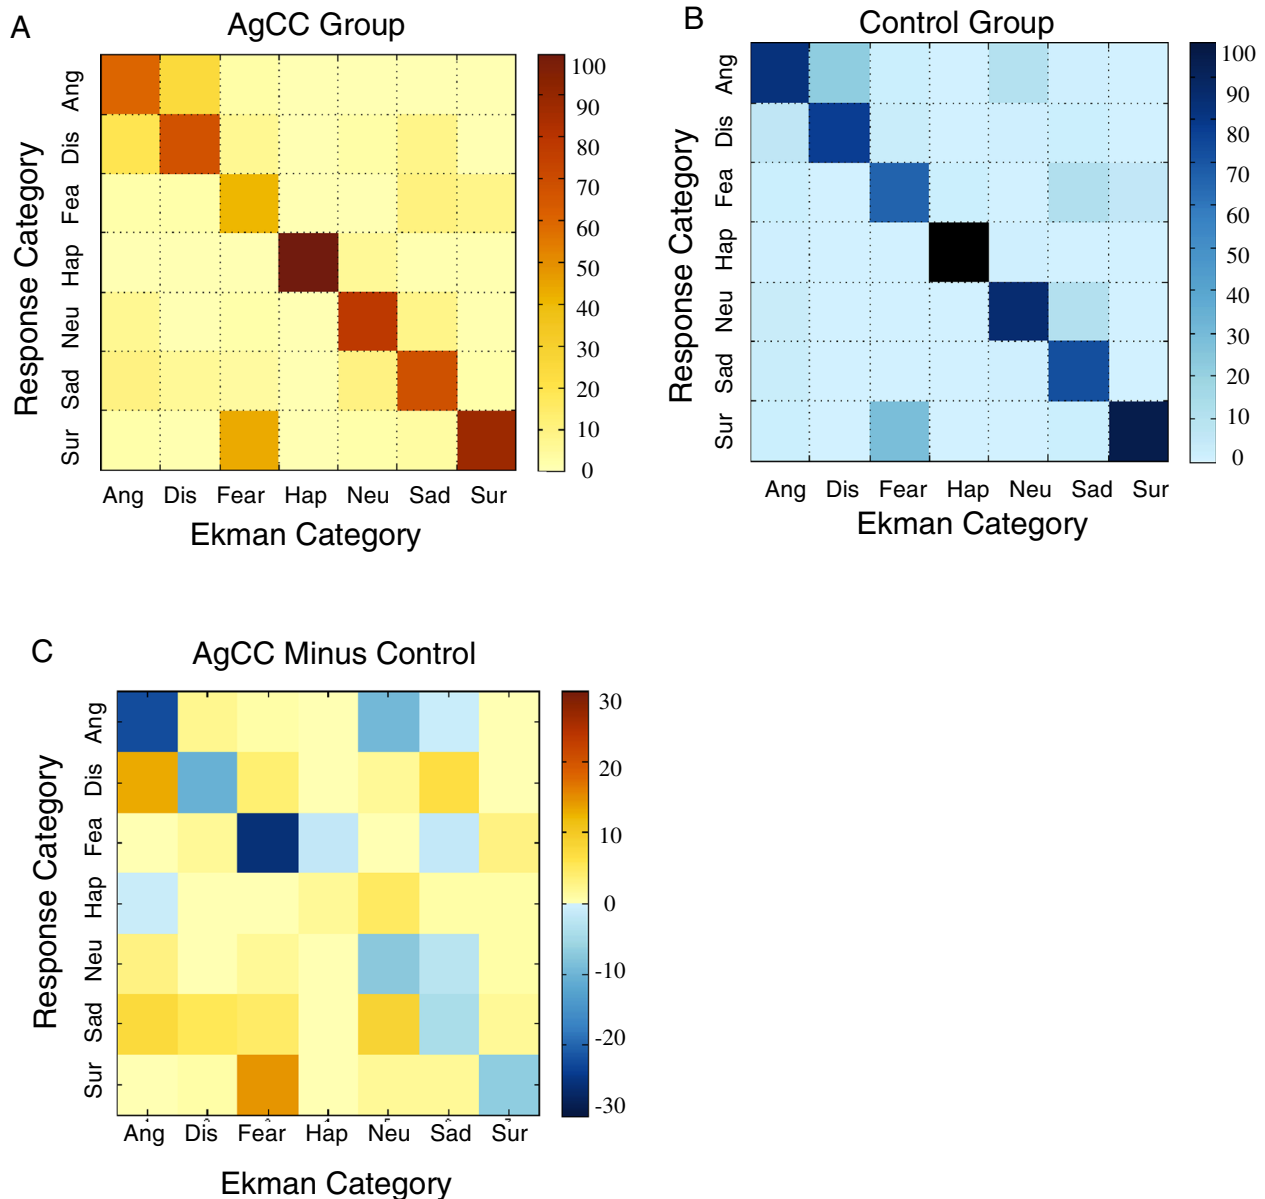 A
AgCC Group
Response Category
Ang
Dis
Fea
Hap
Neu
Sad
Sur
Ang Dis Fear Hap Neu Sad Sur
Ekman Category
100
90
80
70
60
50
40
30
20
10
0
B
Control Group
Response Category
Ang
Dis
Fea
Hap
Neu
Sad
Sur
Ang Dis Fear Hap Neu Sad Sur
Ekman Category
100
90
80
70
60
50
40
30
20
10
0
C
AgCC Minus Control
Response Category
Ang
Dis
Fea
Hap
Neu
Sad
Sur
Ang Dis Fear Hap Neu Sad Sur
Ekman Category
30
20
10
0
-10
-20
-30